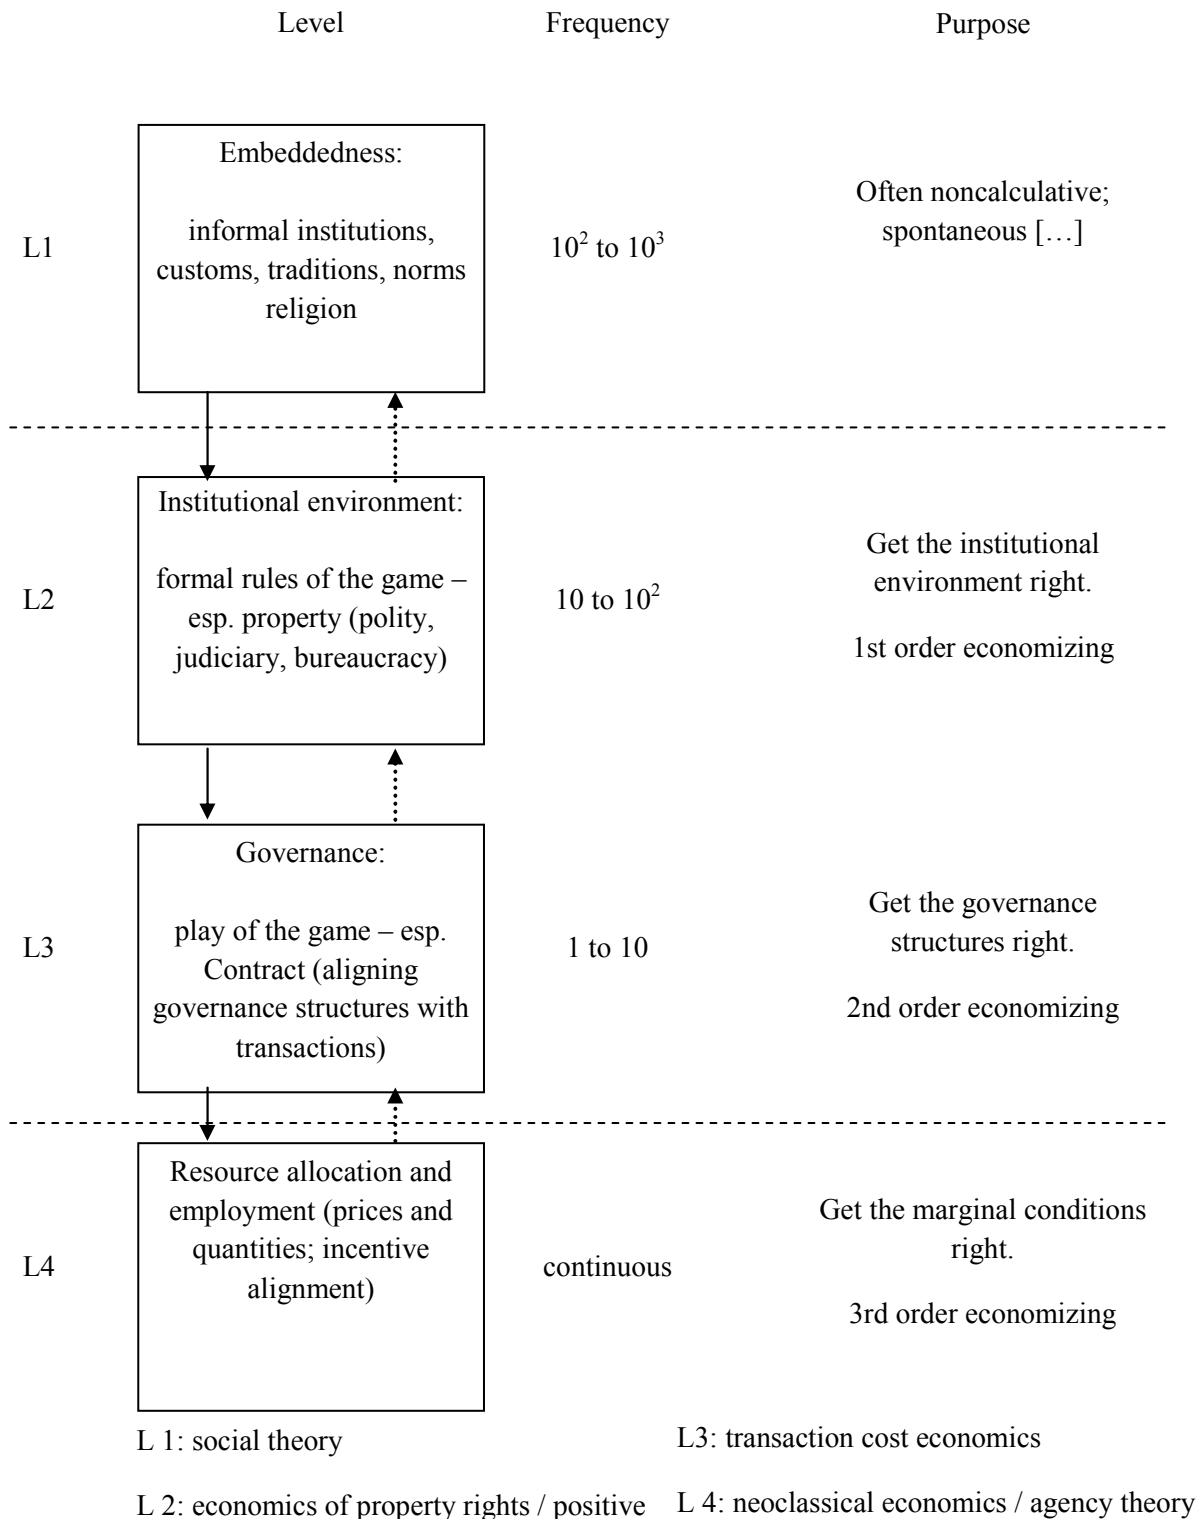 Level Frequency Purpose
L1
Embeddedness:
informal institutions,
customs, traditions, norms
religion
10² to 10³
Often noncalculative;
spontaneous […]
L2
Institutional environment:
formal rules of the game –
esp. property (polity,
judiciary, bureaucracy)
10 to 10²
Get the institutional
environment right.
1st order economizing
L3
Governance:
play of the game – esp.
Contract (aligning
governance structures with
transactions)
1 to 10
Get the governance
structures right.
2nd order economizing
L4
Resource allocation and
employment (prices and
quantities; incentive
alignment)
continuous
Get the marginal conditions
right.
3rd order economizing
L 1: social theory
L3: transaction cost economics
L 2: economics of property rights / positive
L 4: neoclassical economics / agency theory